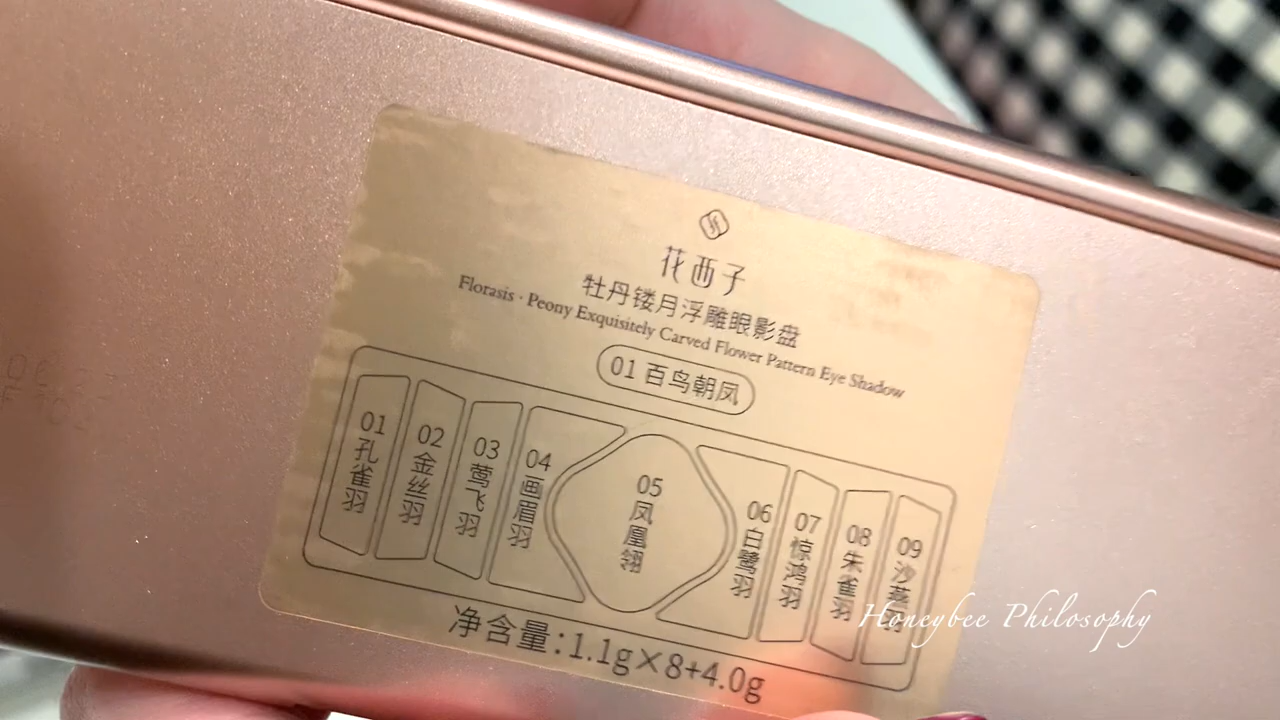 花西子
牡丹镂月浮雕眼影盘
Florasis · Peony Exquisitely Carved Flower Pattern Eye Shadow
01 百鸟朝凤
01 孔雀羽
02 金丝羽
03 莺飞羽
04 画眉羽
05 凤凰翎
06 白鹭羽
07 惊鸿羽
08 朱雀羽
09 沙燕羽
净含量:1.1g×8+4.0g
Honeybee Philosophy